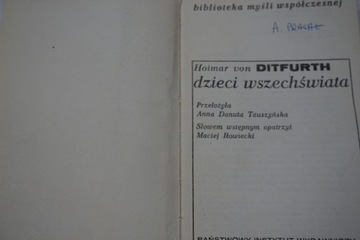 biblioteka myśli współczesnej
A.
Hoimar von DITFURTH
dzieci wszechświata
Przełożyła
Anna Danuta Tauszyńska
Słowem wstępnym opatrzył
Maciej Iłowiecki
PAŃSTWOWY INSTYTUT WYDAWNICZY